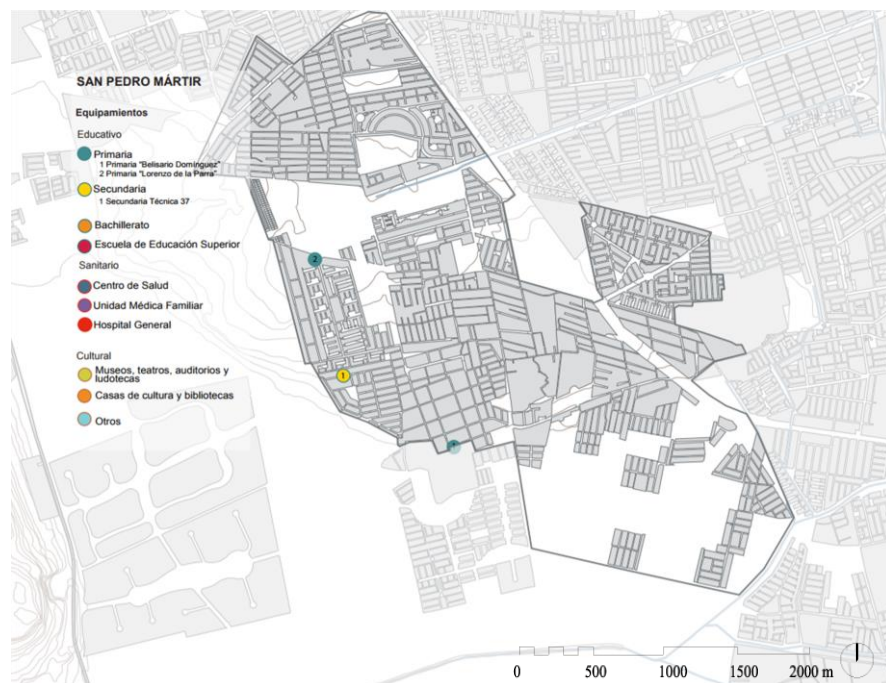 SAN PEDRO MÁRTIR
Equipamientos
Educativo
Primaria
1 Primaria "Belisario Domínguez"
2 Primaria "Lorenzo de la Parra"
Secundaria
1 Secundaria Técnica 37
Bachillerato
Escuela de Educación Superior
Sanitario
Centro de Salud
Unidad Médica Familiar
Hospital General
Cultural
Museos, teatros, auditorios y
ludotecas
Casas de cultura y bibliotecas
Otros
2
1
0 500 1000 1500 2000 m